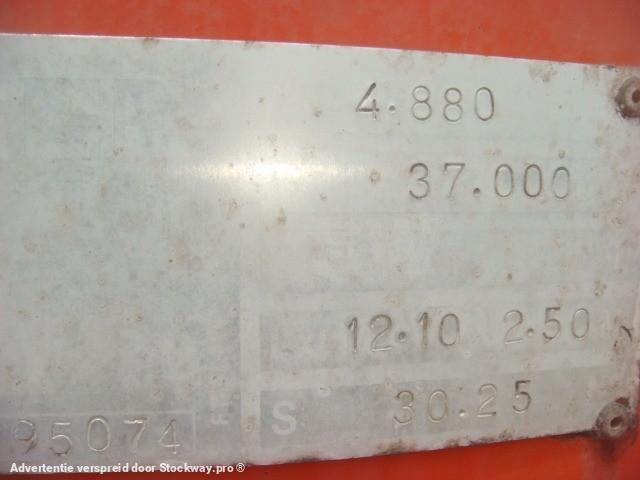 4.880
37.000
12.10 2.50
S 30.25
95074
Advertentie verspreid door Stockway.pro®